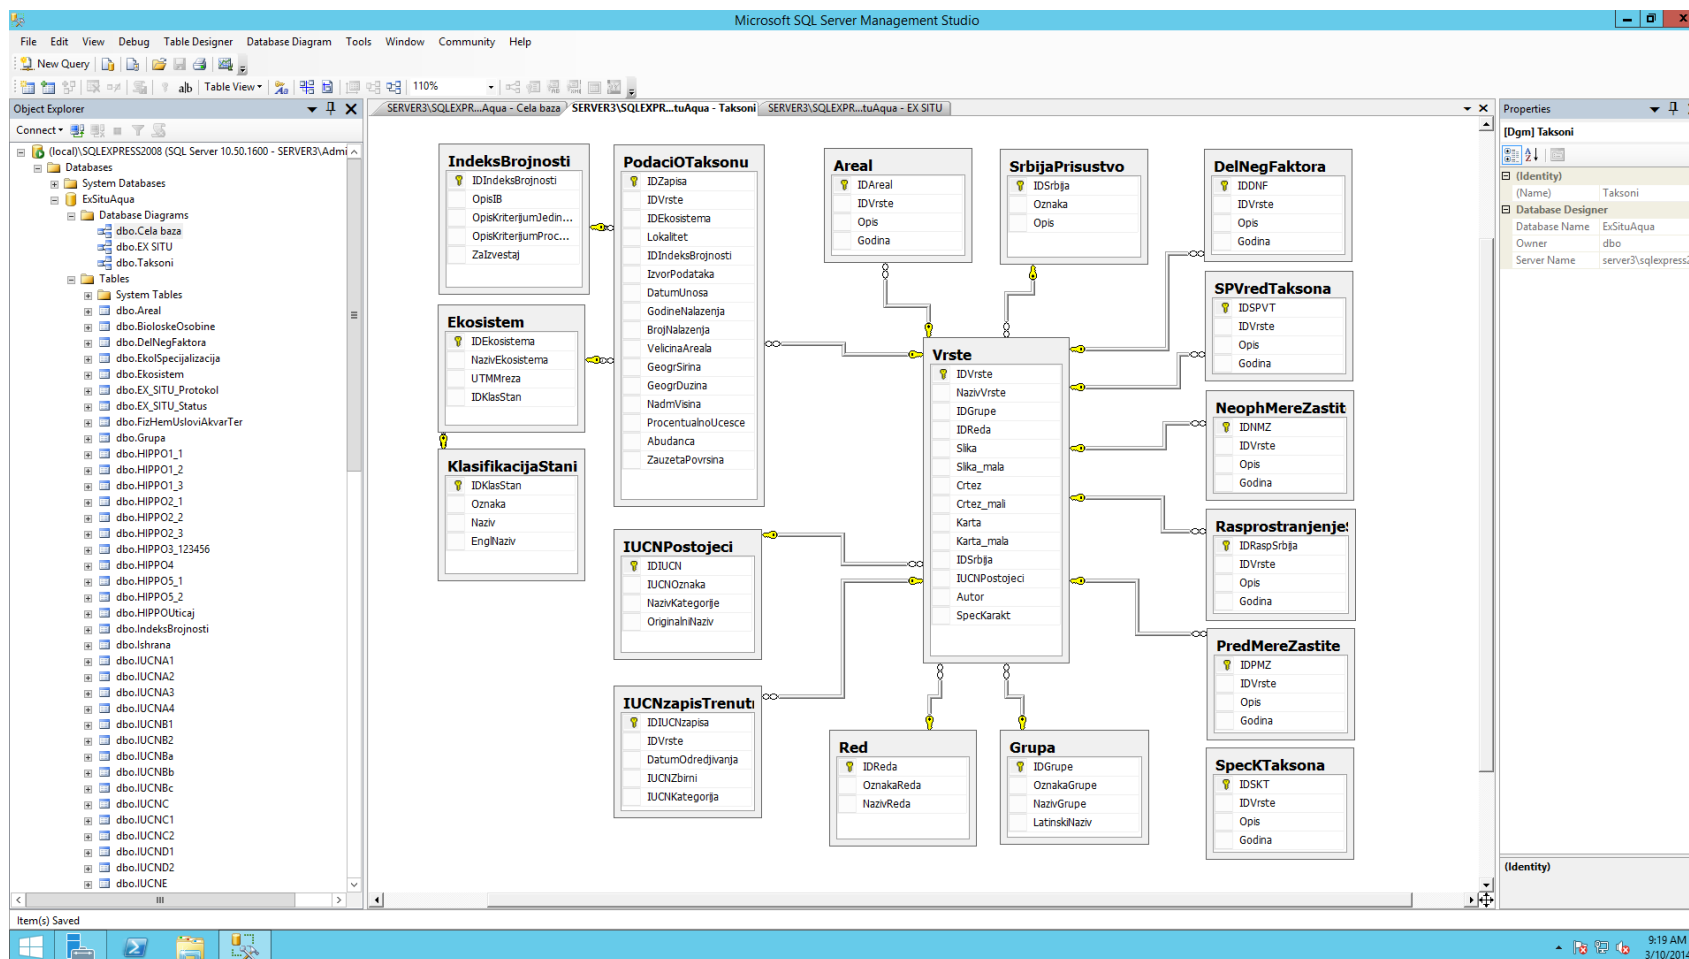 Microsoft SQL Server Management Studio
File Edit View Debug Table Designer Database Diagram Tools Window Community Help
New Query
Table View 110%
Object Explorer
Connect
(local)\SQLEXPRESS2008 (SQL Server 10.50.1600 - SERVER3\Admi
Databases
System Databases
ExSituAqua
Database Diagrams
dbo.Cela baza
dbo.EX SITU
dbo.Taksoni
Tables
System Tables
dbo.Areal
dbo.BioloskeOsobine
dbo.DelNegFaktora
dbo.EkolSpecijalizacija
dbo.Ekosistem
dbo.EX_SITU_Protokol
dbo.EX_SITU_Status
dbo.FizHemUsloviAkvarTer
dbo.Grupa
dbo.HIPPO1_1
dbo.HIPPO1_2
dbo.HIPPO1_3
dbo.HIPPO2_1
dbo.HIPPO2_2
dbo.HIPPO2_3
dbo.HIPPO3_123456
dbo.HIPPO4
dbo.HIPPO5_1
dbo.HIPPO5_2
dbo.HIPPOUticaj
dbo.IndeksBrojnosti
dbo.Ishrana
dbo.IUCNA1
dbo.IUCNA2
dbo.IUCNA3
dbo.IUCNA4
dbo.IUCNB1
dbo.IUCNB2
dbo.IUCNBa
dbo.IUCNBb
dbo.IUCNBc
dbo.IUCNC
dbo.IUCNC1
dbo.IUCNC2
dbo.IUCND1
dbo.IUCND2
dbo.IUCNE
SERVER3\SQLEXPR...Aqua - Cela baza SERVER3\SQLEXPR...tuAqua - Taksoni SERVER3\SQLEXPR...tuAqua - EX SITU
IndeksBrojnosti
IDIndeksBrojnosti
OpisIB
OpisKriterijumJedin...
OpisKriterijumProc...
ZaIzvestaj
Ekosistem
IDEkosistema
NazivEkosistema
UTMMreza
IDKlasStan
KlasifikacijaStani
IDKlasStan
Oznaka
Naziv
EnglNaziv
PodaciOTaksonu
IDZapisa
IDVrste
IDEkosistema
Lokalitet
IDIndeksBrojnosti
IzvorPodataka
DatumUnosa
GodineNalazenja
BrojNalazenja
VelicinaAreala
GeogrSirina
GeogrDuzina
NadmVisina
ProcentualnoUcesce
Abudanca
ZauzetaPovrsina
IUCNPostojeci
IDIUCN
IUCNOznaka
NazivKategorije
OriginalniNaziv
IUCNzapisTrenutn
IDIUCNzapisa
IDVrste
DatumOdredjivanja
IUCNZbirni
IUCNKategorija
Areal
IDAreal
IDVrste
Opis
Godina
SrbijaPrisustvo
IDSrbija
Oznaka
Opis
Vrste
IDVrste
NazivVrste
IDGrupe
IDReda
Slika
Slika_mala
Crtez
Crtez_mali
Karta
Karta_mala
IDSrbija
IUCNPostojeci
Autor
SpecKarakt
Red
IDReda
OznakaReda
NazivReda
Grupa
IDGrupe
OznakaGrupe
NazivGrupe
LatinskiNaziv
DelNegFaktora
IDDNF
IDVrste
Opis
Godina
SPVredTaksona
IDSPVT
IDVrste
Opis
Godina
NeophMereZastit
IDNMZ
IDVrste
Opis
Godina
Rasprostranjenje
IDRaspSrbija
IDVrste
Opis
Godina
PredMereZastite
IDPMZ
IDVrste
Opis
Godina
SpecKTaksona
IDSKT
IDVrste
Opis
Godina
Properties
[Dgm] Taksoni
(Identity)
(Name) Taksoni
Database Designer
Database Name ExSituAqua
Owner dbo
Server Name server3\sqlexpress2
(Identity)
Item(s) Saved
9:19 AM
3/10/2014